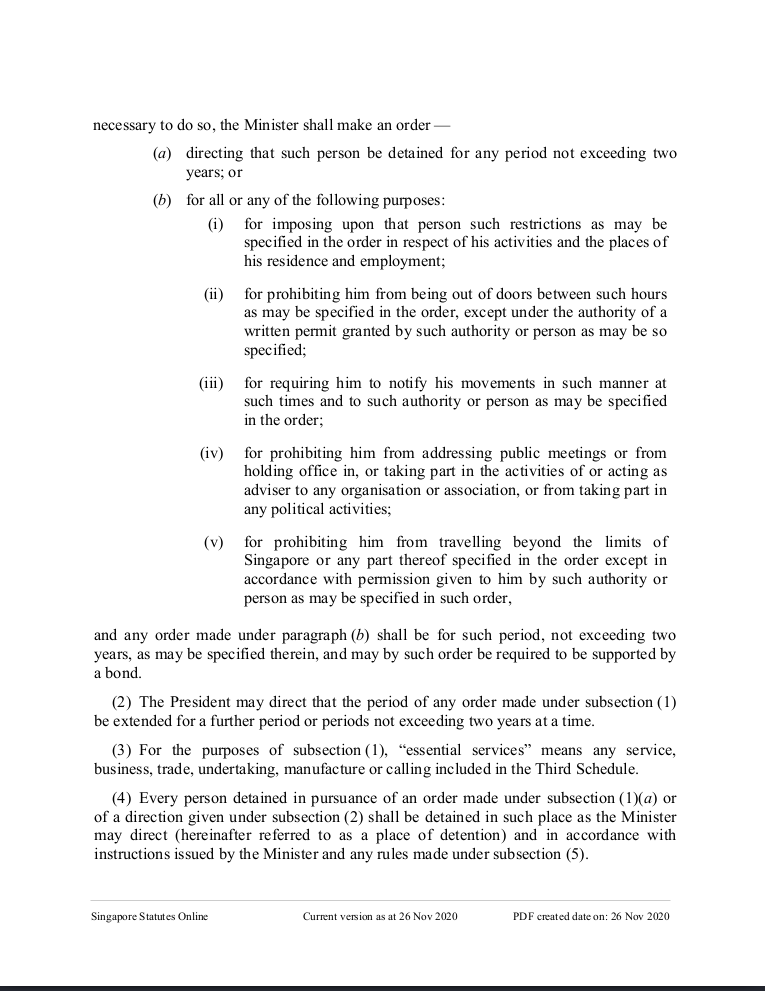 necessary to do so, the Minister shall make an order —
(a) directing that such person be detained for any period not exceeding two
years; or
(b) for all or any of the following purposes:
(i) for imposing upon that person such restrictions as may be
specified in the order in respect of his activities and the places of
his residence and employment;
(ii) for prohibiting him from being out of doors between such hours
as may be specified in the order, except under the authority of a
written permit granted by such authority or person as may be so
specified;
(iii) for requiring him to notify his movements in such manner at
such times and to such authority or person as may be specified
in the order;
(iv) for prohibiting him from addressing public meetings or from
holding office in, or taking part in the activities of or acting as
adviser to any organisation or association, or from taking part in
any political activities;
(v) for prohibiting him from travelling beyond the limits of
Singapore or any part thereof specified in the order except in
accordance with permission given to him by such authority or
person as may be specified in such order,
and any order made under paragraph (b) shall be for such period, not exceeding two
years, as may be specified therein, and may by such order be required to be supported by
a bond.
(2) The President may direct that the period of any order made under subsection (1)
be extended for a further period or periods not exceeding two years at a time.
(3) For the purposes of subsection (1), “essential services” means any service,
business, trade, undertaking, manufacture or calling included in the Third Schedule.
(4) Every person detained in pursuance of an order made under subsection (1)(a) or
of a direction given under subsection (2) shall be detained in such place as the Minister
may direct (hereinafter referred to as a place of detention) and in accordance with
instructions issued by the Minister and any rules made under subsection (5).
Singapore Statutes Online Current version as at 26 Nov 2020 PDF created date on: 26 Nov 2020